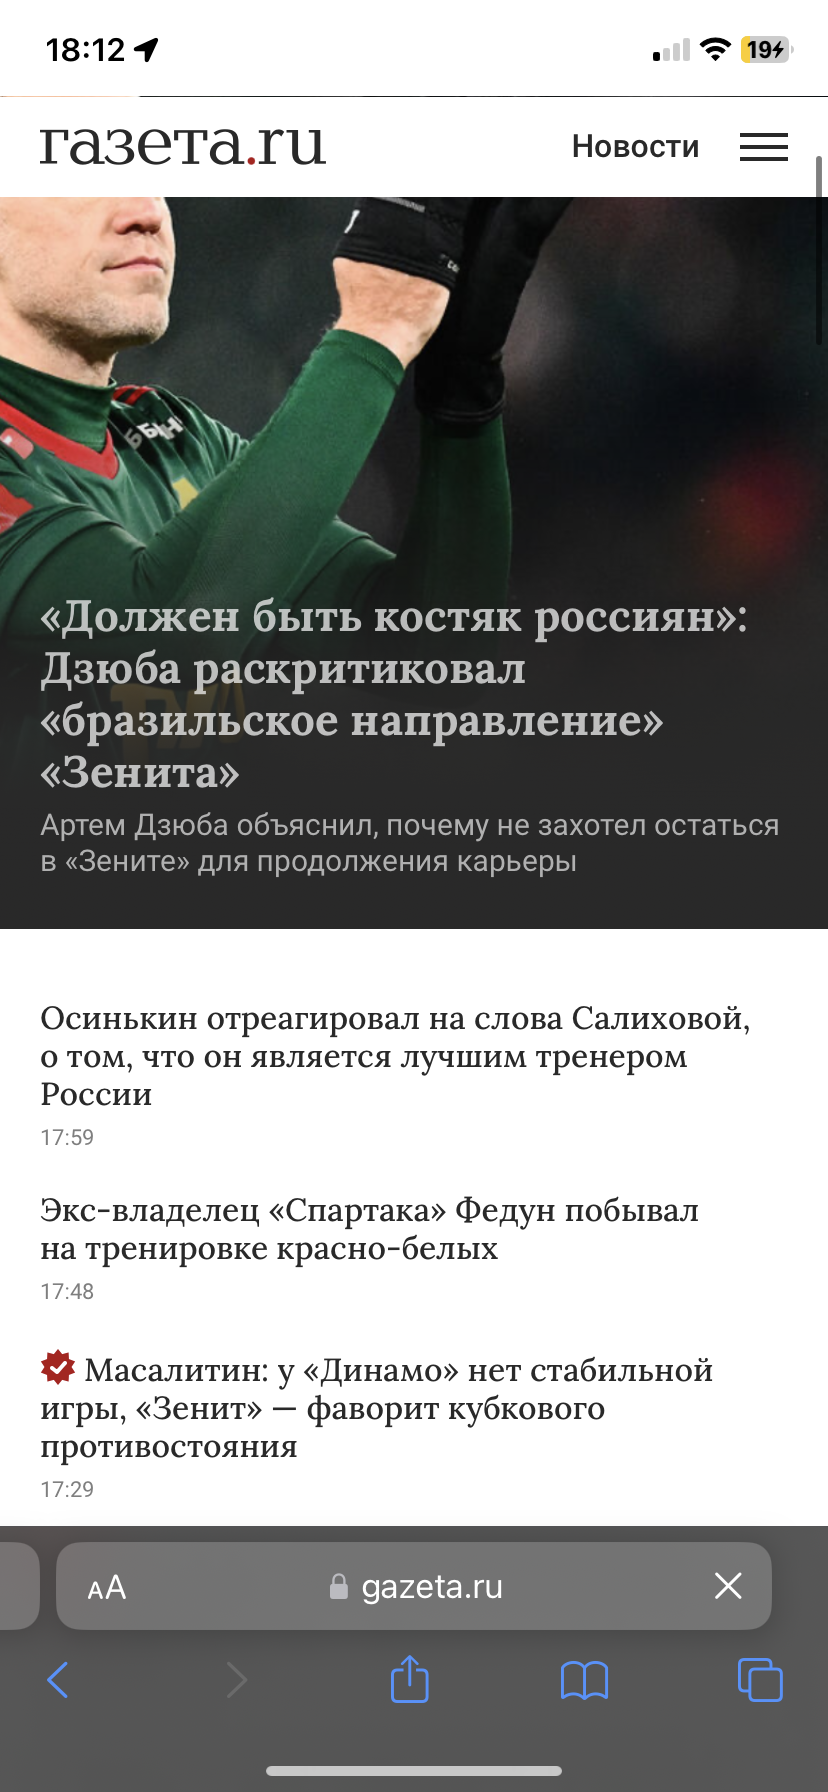 18:12
19
газета.ru
Новости
«Должен быть костяк россиян»:
Дзюба раскритиковал
«бразильское направление»
«Зенита»
Артем Дзюба объяснил, почему не захотел остаться
в «Зените» для продолжения карьеры
Осинькин отреагировал на слова Салиховой,
о том, что он является лучшим тренером
России
17:59
Экс-владелец «Спартака» Федун побывал
на тренировке красно-белых
17:48
Масалитин: у «Динамо» нет стабильной
игры, «Зенит» — фаворит кубкового
противостояния
17:29
AA
gazeta.ru